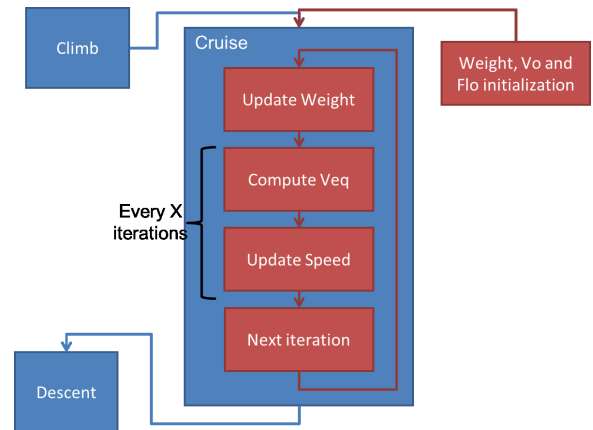 Climb
Cruise
Weight, Vo and
Flo initialization
Update Weight
Compute Veq
Every X
iterations
Update Speed
Next iteration
Descent